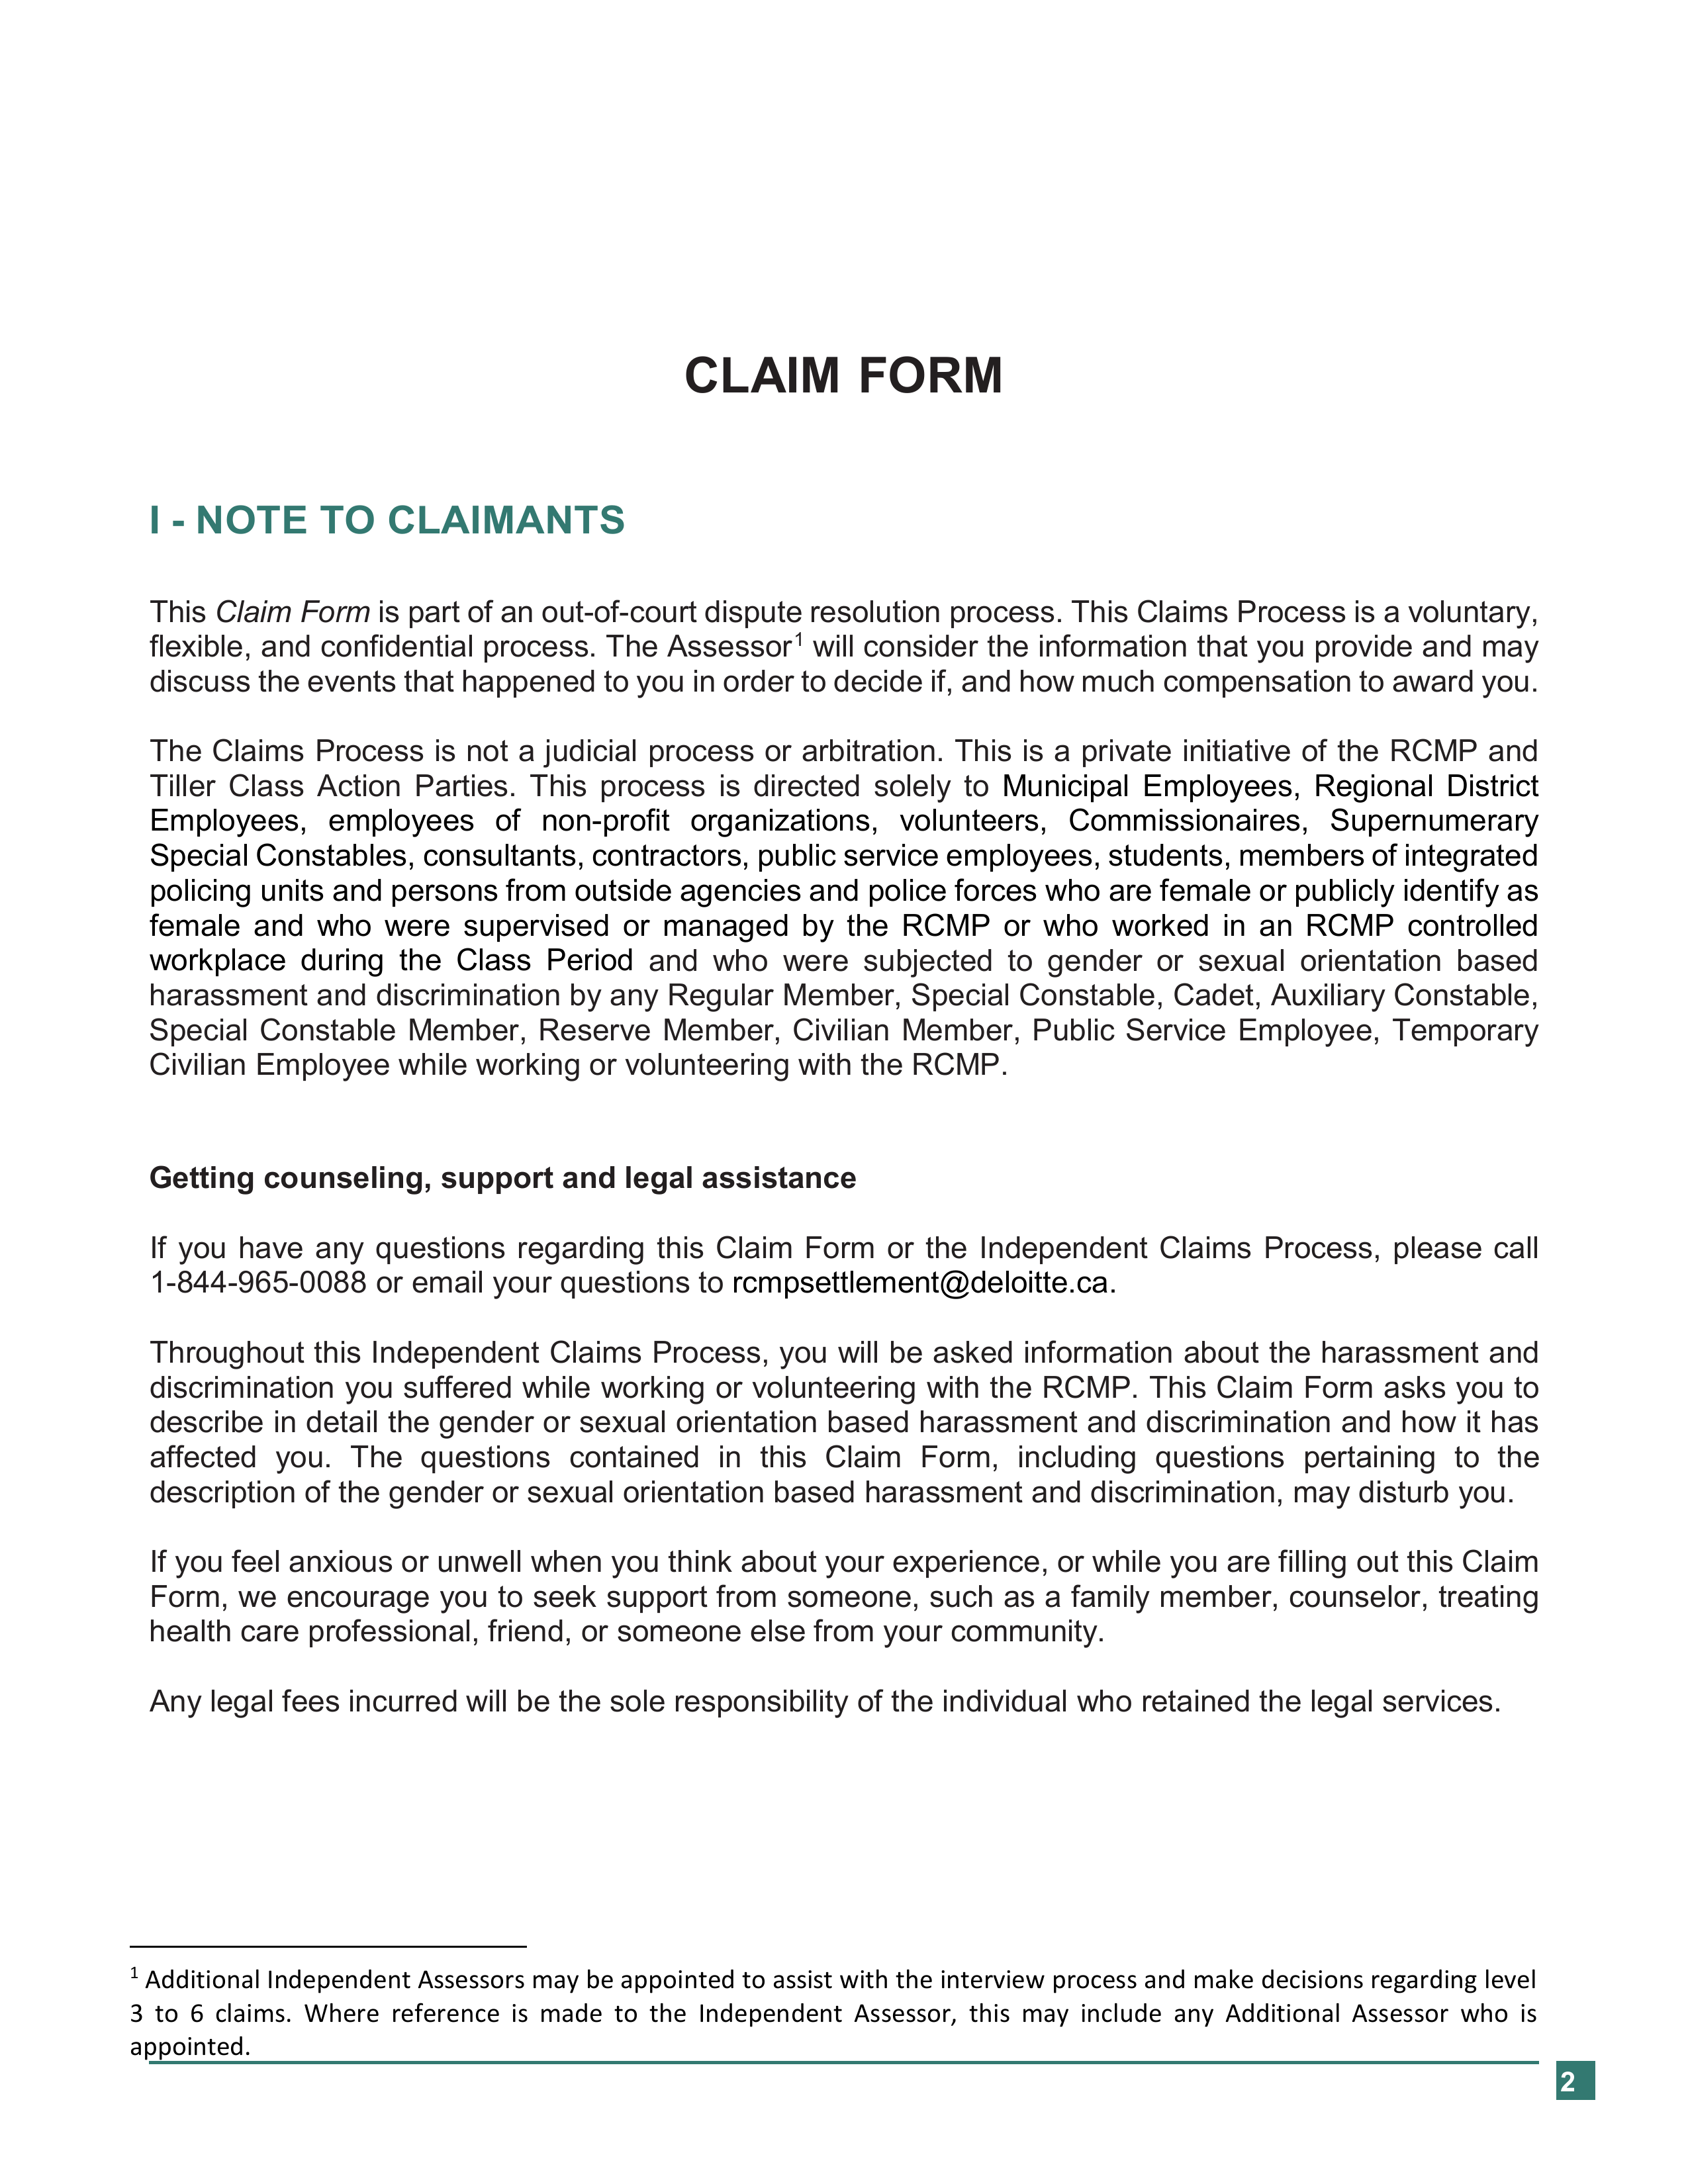 CLAIM FORM
I - NOTE TO CLAIMANTS
This Claim Form is part of an out-of-court dispute resolution process. This Claims Process is a voluntary,
flexible, and confidential process. The Assessor1 will consider the information that you provide and may
discuss the events that happened to you in order to decide if, and how much compensation to award you.
The Claims Process is not a judicial process or arbitration. This is a private initiative of the RCMP and
Tiller Class Action Parties. This process is directed solely to Municipal Employees, Regional District
Employees, employees of non-profit organizations, volunteers, Commissionaires, Supernumerary
Special Constables, consultants, contractors, public service employees, students, members of integrated
policing units and persons from outside agencies and police forces who are female or publicly identify as
female and who were supervised or managed by the RCMP or who worked in an RCMP controlled
workplace during the Class Period and who were subjected to gender or sexual orientation based
harassment and discrimination by any Regular Member, Special Constable, Cadet, Auxiliary Constable,
Special Constable Member, Reserve Member, Civilian Member, Public Service Employee, Temporary
Civilian Employee while working or volunteering with the RCMP.
Getting counseling, support and legal assistance
If you have any questions regarding this Claim Form or the Independent Claims Process, please call
1-844-965-0088 or email your questions to rcmpsettlement@deloitte.ca.
Throughout this Independent Claims Process, you will be asked information about the harassment and
discrimination you suffered while working or volunteering with the RCMP. This Claim Form asks you to
describe in detail the gender or sexual orientation based harassment and discrimination and how it has
affected you. The questions contained in this Claim Form, including questions pertaining to the
description of the gender or sexual orientation based harassment and discrimination, may disturb you.
If you feel anxious or unwell when you think about your experience, or while you are filling out this Claim
Form, we encourage you to seek support from someone, such as a family member, counselor, treating
health care professional, friend, or someone else from your community.
Any legal fees incurred will be the sole responsibility of the individual who retained the legal services.
1 Additional Independent Assessors may be appointed to assist with the interview process and make decisions regarding level
3 to 6 claims. Where reference is made to the Independent Assessor, this may include any Additional Assessor who is
appointed.
2